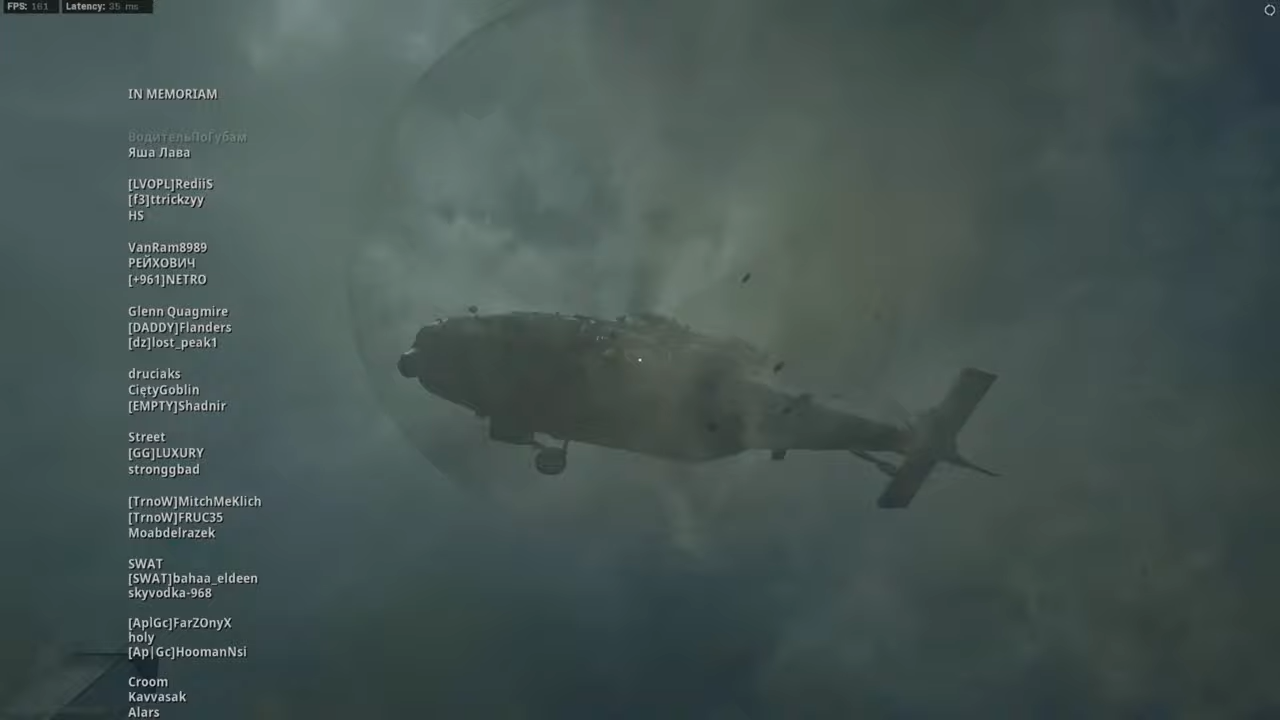 FPS: 161 Latency: 35 ms
IN MEMORIAM
ВодительПоГубам
Яша Лава
[LVOPL]RediiS
[f3]ttrickzyy
HS
VanRam8989
РЕЙХОВИЧ
[+961]NETRO
Glenn Quagmire
[DADDY]Flanders
[dz]lost_peak1
druciaks
CiętyGoblin
[EMPTY]Shadnir
Street
[GG]LUXURY
stronggbad
[TrnoW]MitchMeKlich
[TrnoW]FRUC35
Moabdelrazek
SWAT
[SWAT]bahaa_eldeen
skyvodka-968
[AplGc]FarZOnyX
holy
[Ap|Gc]HoomanNsi
Croom
Kavvasak
Alars